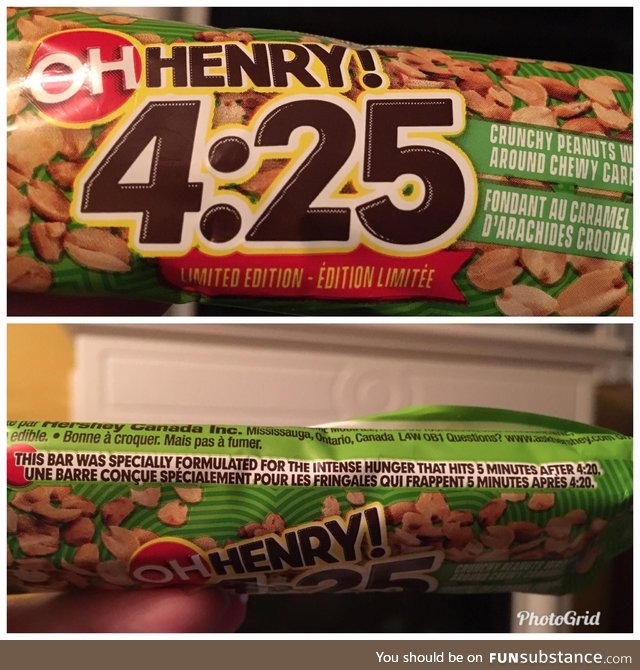 OH HENRY!
4:25
CRUNCHY PEANUTS
AROUND CHEWY
FONDANT AU CARAMEL
D'ARACHIDES
LIMITED EDITION - ÉDITION LIMITÉE
par Hershey Canada Inc. Mississauga, Ontario, Canada L4W 0B1 Questions?
edible. • Bonne à croquer. Mais pas à fumer.
THIS BAR WAS SPECIALLY FORMULATED FOR THE INTENSE HUNGER THAT HITS 5 MINUTES AFTER 4:20.
UNE BARRE CONÇUE SPÉCIALEMENT POUR LES FRINGALES QUI FRAPPENT 5 MINUTES APRÈS 4:20.
OH HENRY!
4:25
PhotoGrid
You should be on FUNsubstance.com